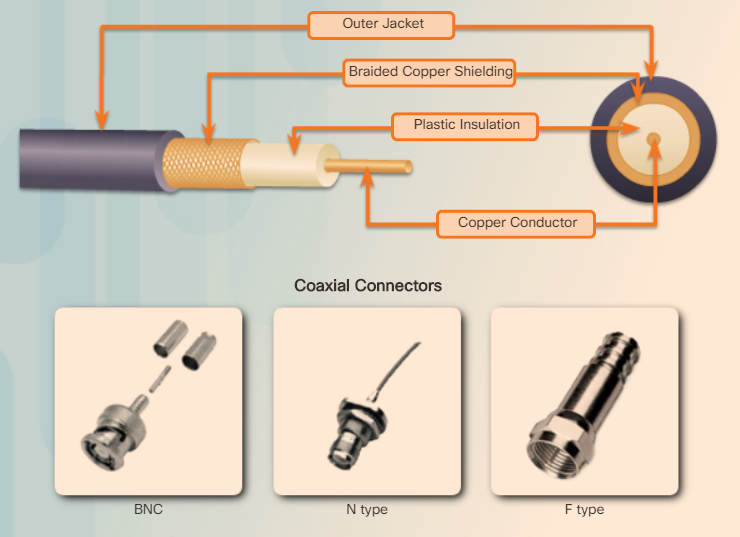 Outer Jacket
Braided Copper Shielding
Plastic Insulation
Copper Conductor
Coaxial Connectors
BNC
N type
F type